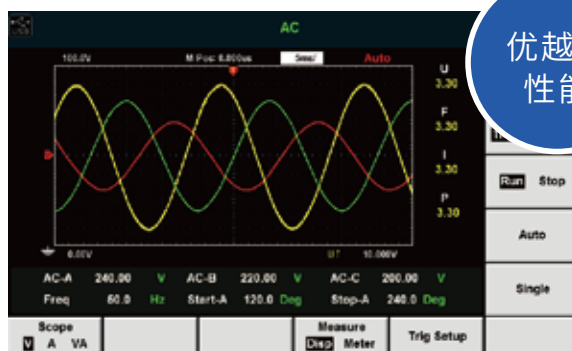 AC
优越
性能
100.0V M Pos: 0.000us 5ms/ Auto
U
3.30
F
3.30
I
3.30
P
3.30
Run Stop
Auto
Single
0.00V 10.000V
AC-A 240.00 V AC-B 220.00 V AC-C 200.00 V
Freq 50.0 Hz Start-A 120.0 Deg Stop-A 240.0 Deg
Scope
V A VA
Measure
Disp Meter
Trig Setup